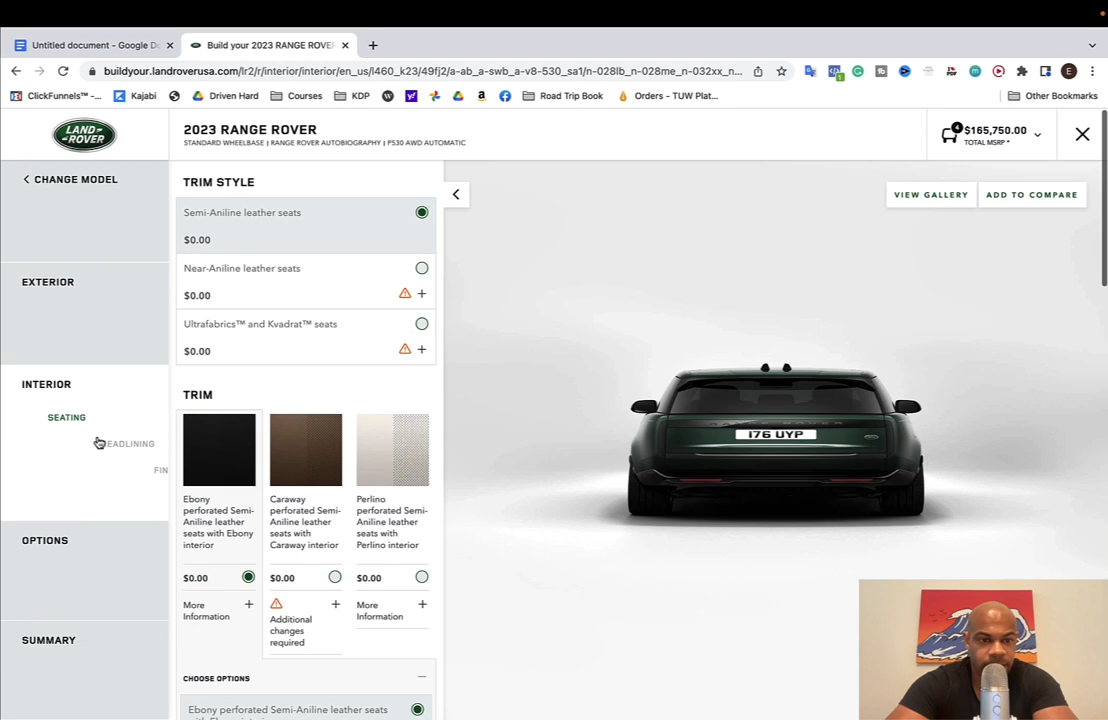 Untitled document - Google Do
Build your 2023 RANGE ROVER
buildyour.landroverusa.com/lr2/r/interior/interior/en_us/l460_k23/49fj2/a-ab_a-swb_a-v8-530_sa1/n-028lb_n-028me_n-032xx_n...
ClickFunnels™-...
Kajabi
Driven Hard
Courses
KDP
Road Trip Book
Orders - TUW Plat...
Other Bookmarks
LAND-
ROVER
2023 RANGE ROVER
STANDARD WHEELBASE | RANGE ROVER AUTOBIOGRAPHY | P530 AWD AUTOMATIC
4
$165,750.00
TOTAL MSRP *
CHANGE MODEL
EXTERIOR
INTERIOR
SEATING
EADLINING
FIN
OPTIONS
SUMMARY
TRIM STYLE
Semi-Aniline leather seats
$0.00
Near-Aniline leather seats
$0.00
Ultrafabrics™ and Kvadrat™ seats
$0.00
TRIM
Ebony
perforated Semi-
Aniline leather
seats with Ebony
interior
$0.00
More
Information
Caraway
perforated Semi-
Aniline leather
seats with
Caraway interior
$0.00
Additional
changes
required
Perlino
perforated Semi-
Aniline leather
seats with
Perlino interior
$0.00
More
Information
CHOOSE OPTIONS
Ebony perforated Semi-Aniline leather seats
VIEW GALLERY
ADD TO COMPARE
RANGE ROVER
176 UYP